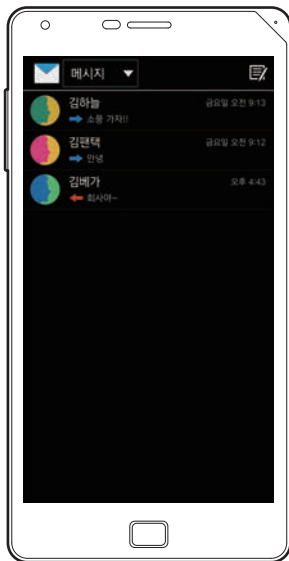 메시지
김하늘 금요일 오전 9:13
소풍 가자!!
김팬택 금요일 오전 9:12
안녕
김베가 오후 4:43
회사야~